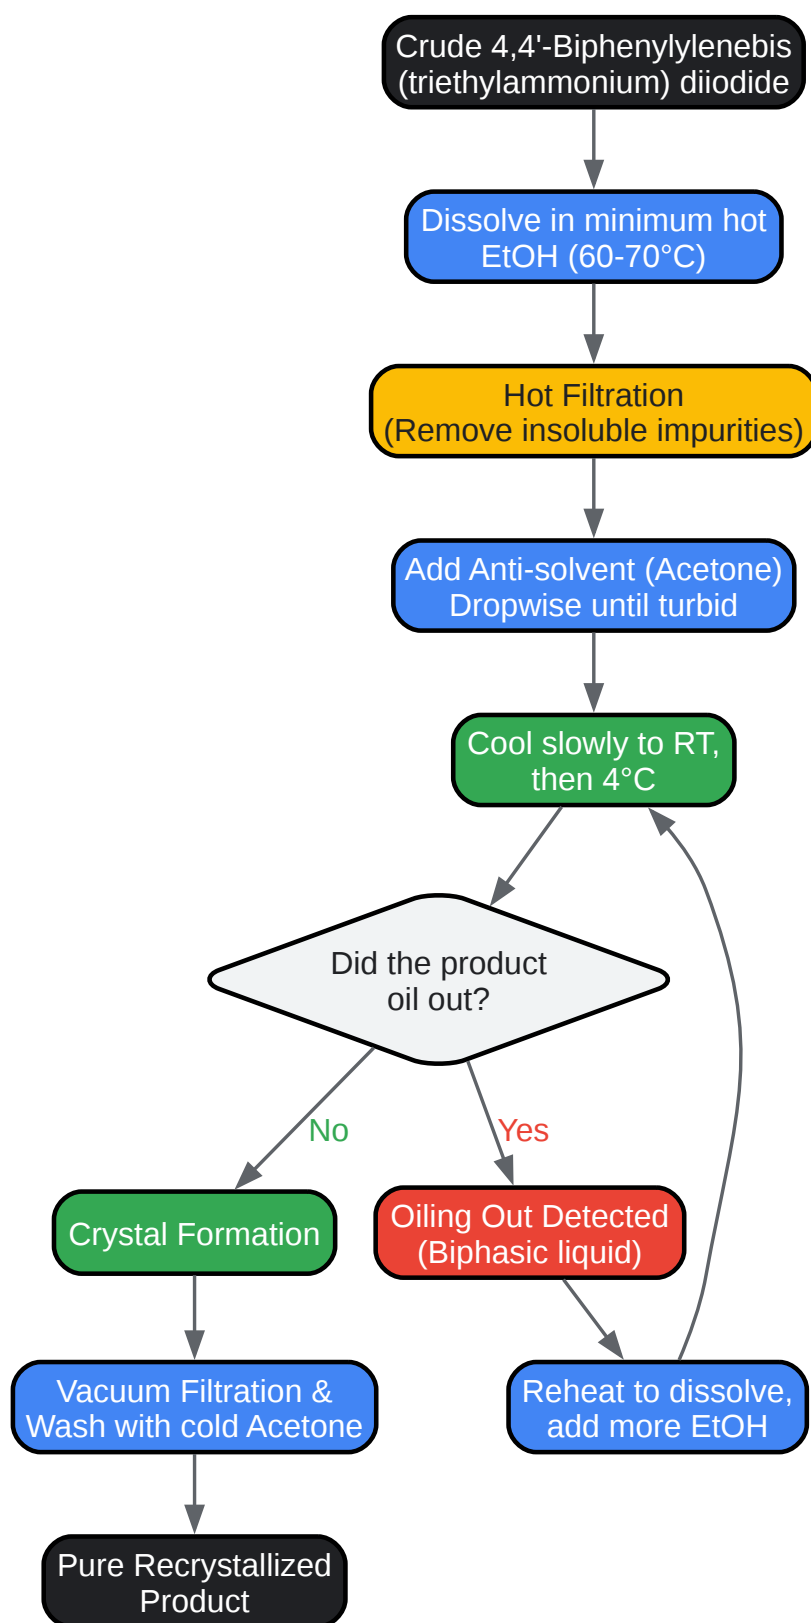 Crude 4,4'-Biphenylylenebis
(triethylammonium) diiodide
Dissolve in minimum hot
EtOH (60-70°C)
Hot Filtration
(Remove insoluble impurities)
Add Anti-solvent (Acetone)
Dropwise until turbid
Cool slowly to RT,
then 4°C
Did the product
oil out?
No
Yes
Crystal Formation
Oiling Out Detected
(Biphasic liquid)
Vacuum Filtration &
Wash with cold Acetone
Reheat to dissolve,
add more EtOH
Pure Recrystallized
Product